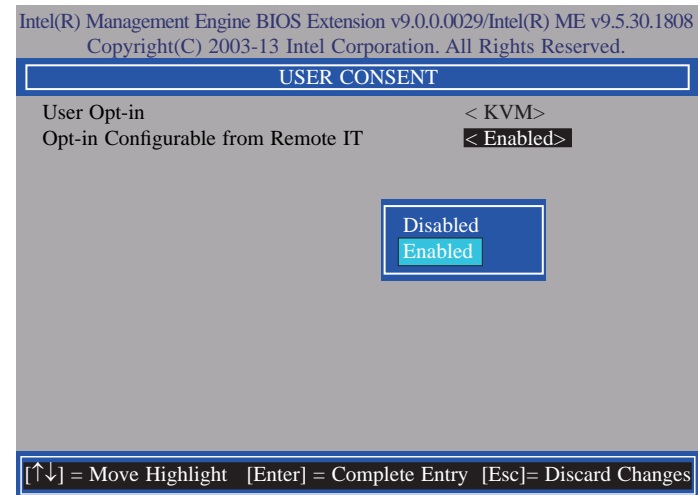 Intel(R) Management Engine BIOS Extension v9.0.0.0029/Intel(R) ME v9.5.30.1808
Copyright(C) 2003-13 Intel Corporation. All Rights Reserved.
USER CONSENT
User Opt-in < KVM>
Opt-in Configurable from Remote IT < Enabled>
Disabled
Enabled
[↑↓] = Move Highlight [Enter] = Complete Entry [Esc]= Discard Changes